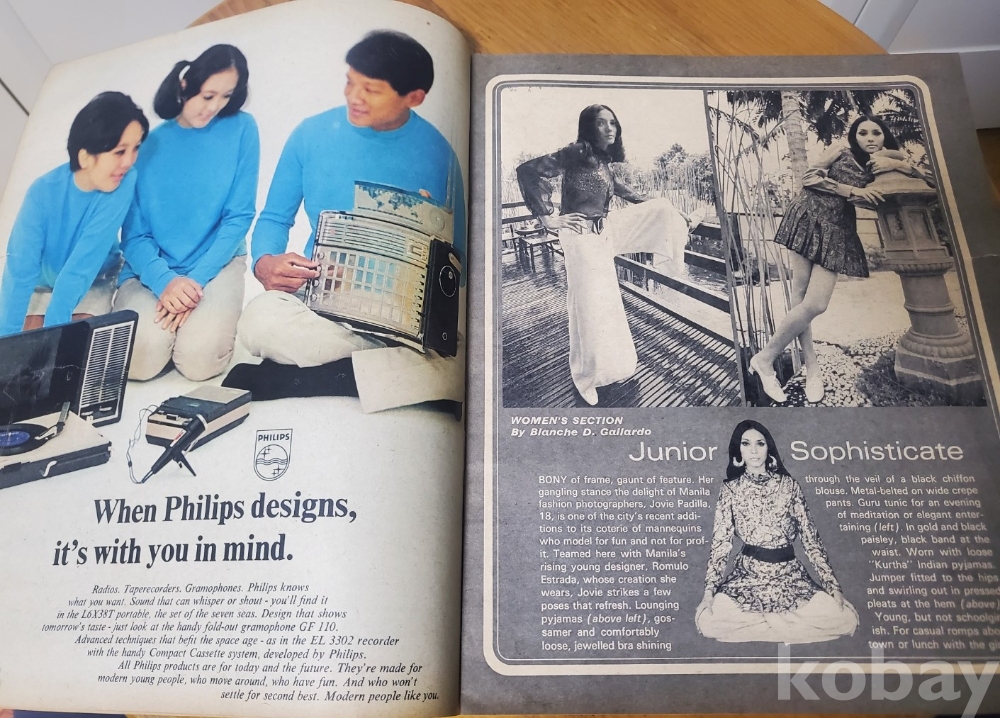 PHILIPS
When Philips designs,
it's with you in mind.
Radios. Taperecorders. Gramophones. Philips knows
what you want. Sound that can whisper or shout - you'll find it
in the L6X38T portable, the set of the seven seas. Design that shows
tomorrow's taste - just look at the handy fold-our gramophone GF 110.
Advanced techniques that befit the space age - as in the EL 3302 recorder
with the handy Compact Cassette system, developed by Philips.
All Philips products are for today and the future. They're made for
modern young people, who move around, who have fun. And who won't
settle for second best. Modern people like you.
WOMEN'S SECTION
By Blanche D. Gallardo
Junior Sophisticate
BONY of frame, gaunt of feature. Her
gangling stance the delight of Manila
fashion photographers, Jovie Padilla,
18, is one of the city's recent addi-
tions to its coterie of mannequins
who model for fun and not for prof-
it. Teamed here with Manila's
rising young designer, Romulo
Estrada, whose creation she
wears, Jovie strikes a few
poses that refresh. Lounging
pyjamas (above left), gos-
samer and comfortably
loose, jewelled bra shining
through the veil of a black chiffon
blouse. Metal-belted on wide crepe
pants. Guru tunic for an evening
of meditation or elegant enter-
taining (left). In gold and black
paisley, black band at the
waist. Worn with loose
"Kurtha" Indian pyjamas.
Jumper fitted to the hips
and swirling out in pressed
pleats at the hem (above)
Young, but not schoolgi
ish. For casual romps abo
town or lunch with the
kobay